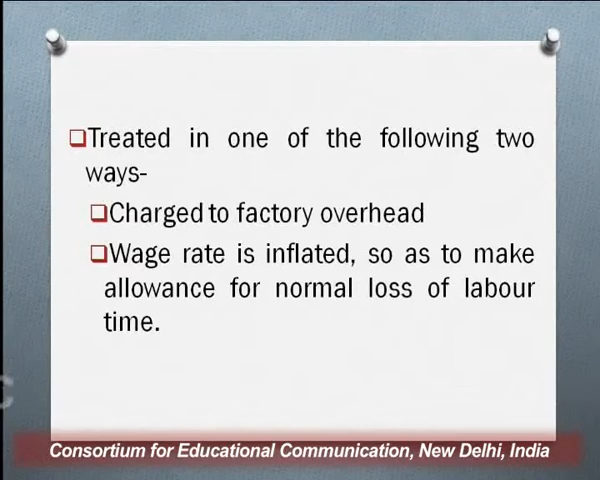 Treated in one of the following two
ways-
Charged to factory overhead
Wage rate is inflated, so as to make
allowance for normal loss of labour
time.
C
Consortium for Educational Communication, New Delhi, India